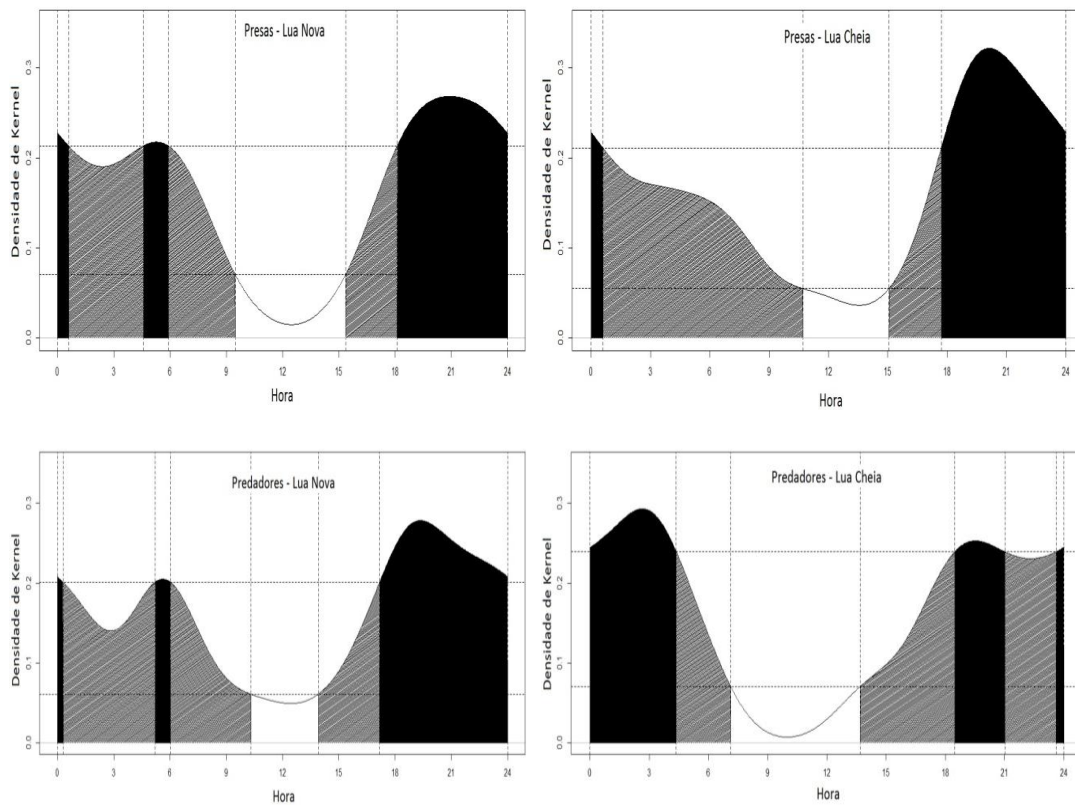 Presas - Lua Nova
Densidade de Kernel
0.0 0.1 0.2 0.3
0 3 6 9 12 15 18 21 24
Hora
Presas - Lua Cheia
Densidade de Kernel
0.0 0.1 0.2 0.3
0 3 6 9 12 15 18 21 24
Hora
Predadores - Lua Nova
Densidade de Kernel
0.0 0.1 0.2 0.3
0 3 6 9 12 15 18 21 24
Hora
Predadores - Lua Cheia
Densidade de Kernel
0.0 0.1 0.2 0.3
0 3 6 9 12 15 18 21 24
Hora